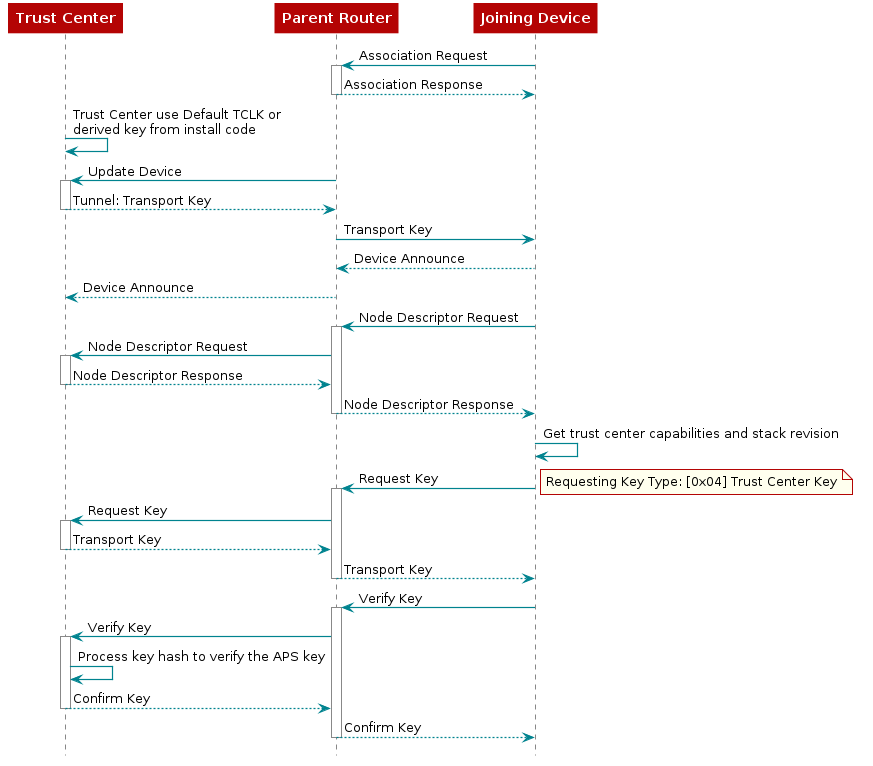 Trust Center
Parent Router
Joining Device
Association Request
Association Response
Trust Center use Default TCLK or
derived key from install code
Update Device
Tunnel: Transport Key
Transport Key
Device Announce
Device Announce
Node Descriptor Request
Node Descriptor Request
Node Descriptor Response
Node Descriptor Response
Get trust center capabilities and stack revision
Request Key
Requesting Key Type: [0x04] Trust Center Key
Request Key
Transport Key
Transport Key
Verify Key
Verify Key
Process key hash to verify the APS key
Confirm Key
Confirm Key